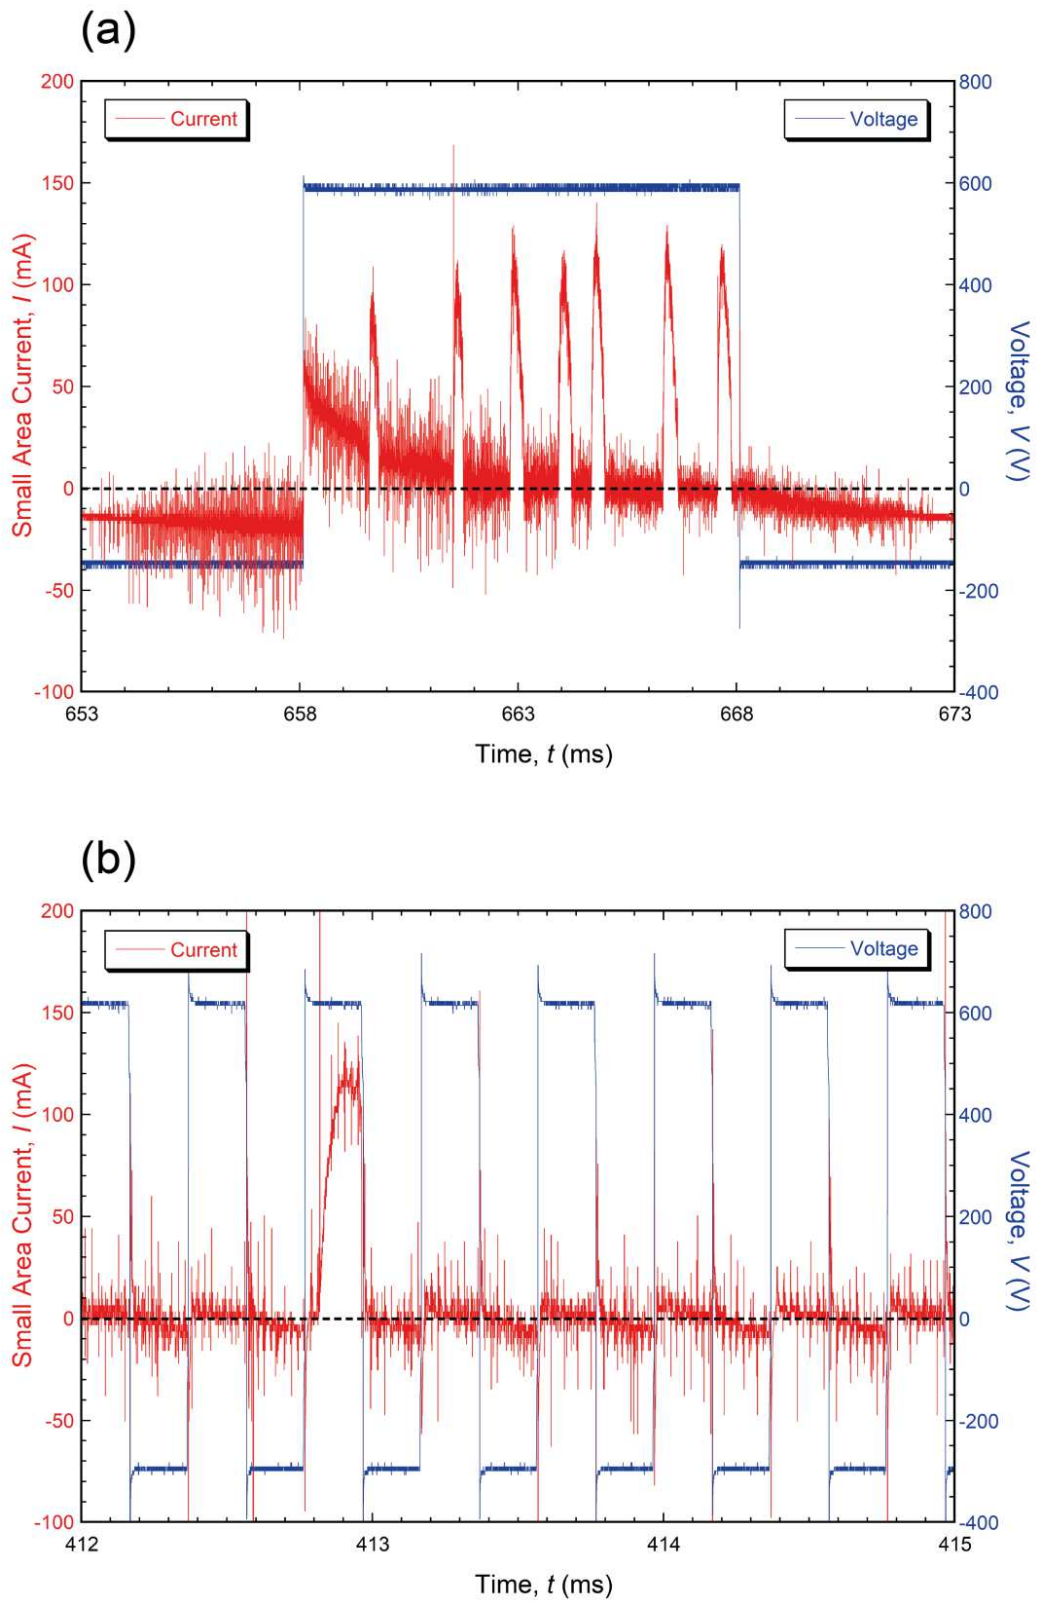 (a)
200
150
100
50
0
-50
-100
Small Area Current, I (mA)
Current
Voltage
800
600
400
200
0
-200
-400
Voltage, V (V)
653 658 663 668 673
Time, t (ms)
(b)
200
150
100
50
0
-50
-100
Small Area Current, I (mA)
Current
Voltage
800
600
400
200
0
-200
-400
Voltage, V (V)
412 413 414 415
Time, t (ms)